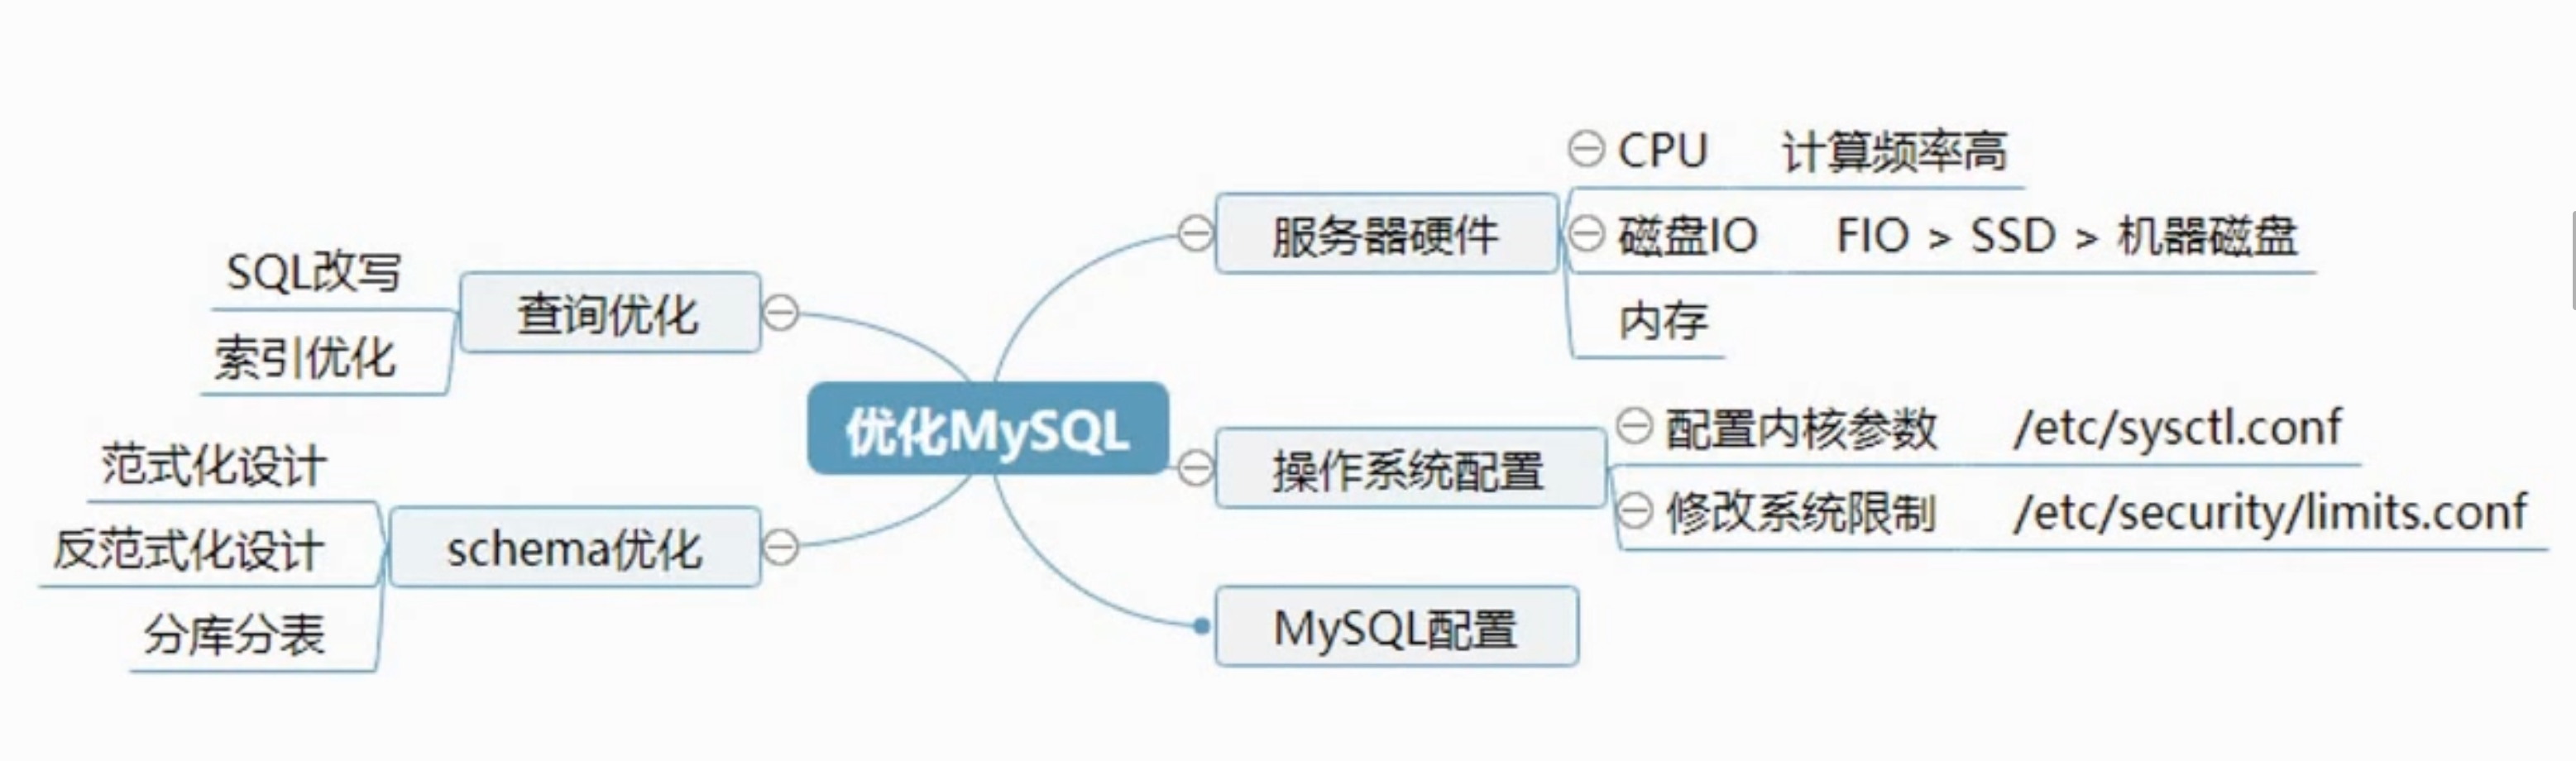 优化MySQL
服务器硬件
CPU 计算频率高
磁盘IO FIO > SSD > 机器磁盘
内存
操作系统配置
配置内核参数 /etc/sysctl.conf
修改系统限制 /etc/security/limits.conf
MySQL配置
查询优化
SQL改写
索引优化
schema优化
范式化设计
反范式化设计
分库分表